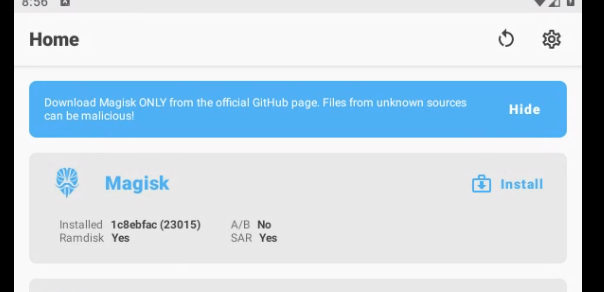 8:56
Home
Download Magisk ONLY from the official GitHub page. Files from unknown sources
can be malicious!
Hide
Magisk
Install
Installed 1c8ebfac (23015) A/B No
Ramdisk Yes SAR Yes